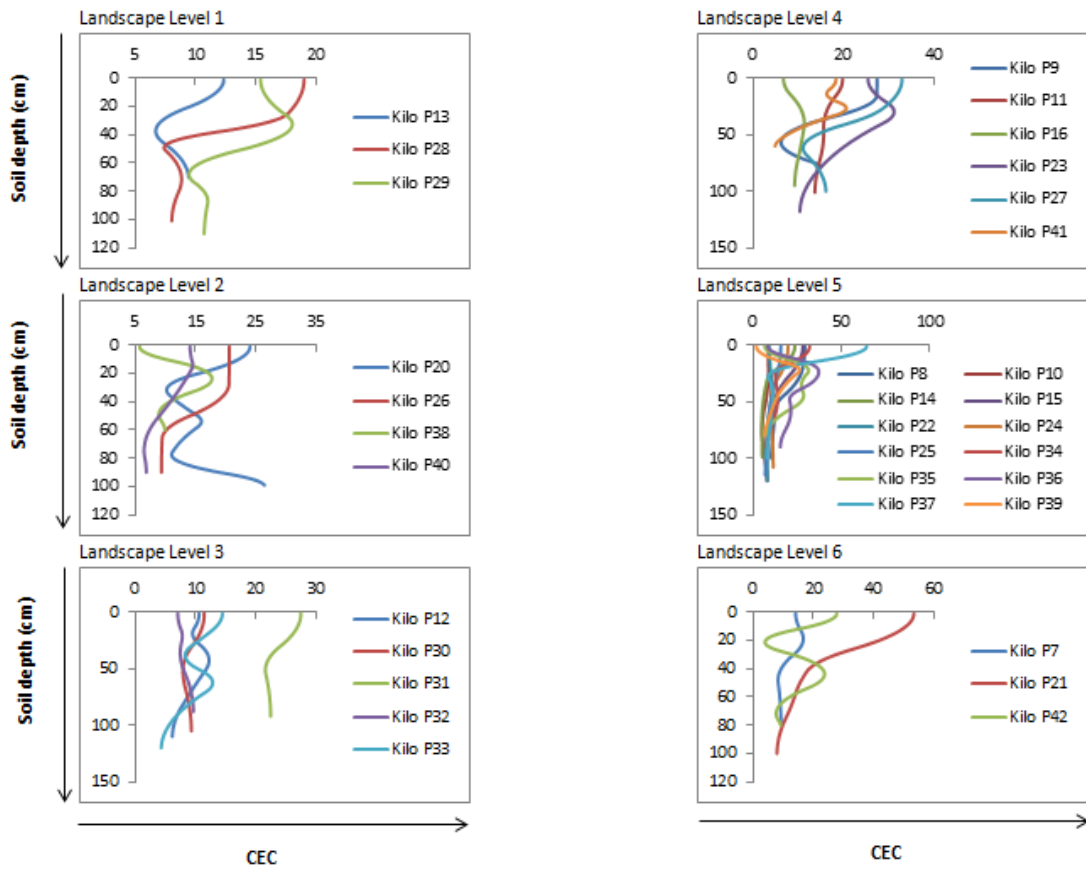 Landscape Level 1
5 10 15 20
0
20
40
60
80
100
120
Soil depth (cm)
Kilo P13
Kilo P28
Kilo P29
Landscape Level 4
0 20 40
0
50
100
150
Kilo P9
Kilo P11
Kilo P16
Kilo P23
Kilo P27
Kilo P41
Landscape Level 2
5 15 25 35
0
20
40
60
80
100
120
Soil depth (cm)
Kilo P20
Kilo P26
Kilo P38
Kilo P40
Landscape Level 5
0 50 100
0
50
100
150
Kilo P8 Kilo P10
Kilo P14 Kilo P15
Kilo P22 Kilo P24
Kilo P25 Kilo P34
Kilo P35 Kilo P36
Kilo P37 Kilo P39
Landscape Level 3
0 10 20 30
0
50
100
150
Soil depth (cm)
Kilo P12
Kilo P30
Kilo P31
Kilo P32
Kilo P33
CEC
Landscape Level 6
0 20 40 60
0
20
40
60
80
100
120
Kilo P7
Kilo P21
Kilo P42
CEC